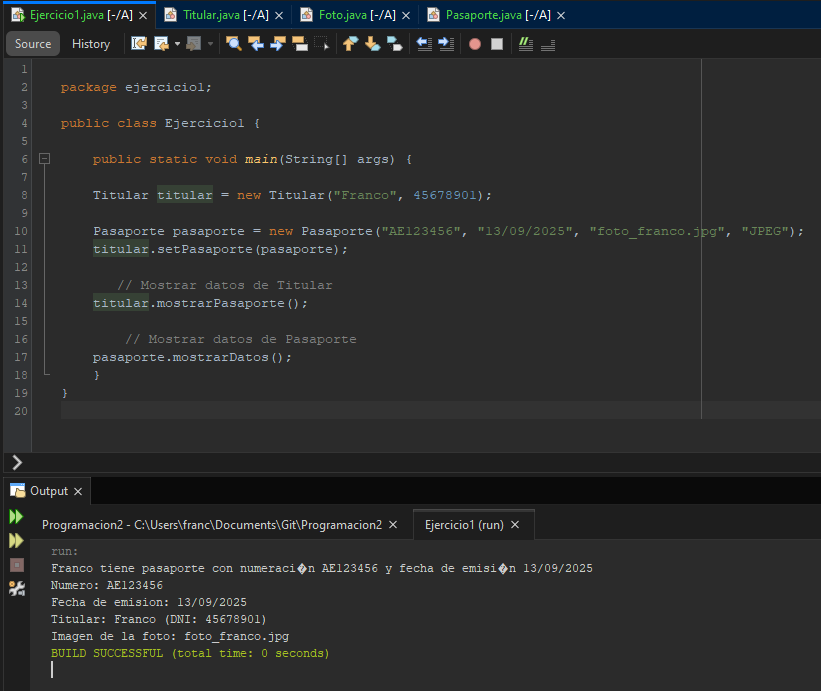 Ejercicio1.java [-/A] Titular.java [-/A] Foto.java [-/A] Pasaporte.java [-/A]
Source History
1
2 package ejercicio1;
3
4 public class Ejercicio1 {
5
6 public static void main(String[] args) {
7
8 Titular titular = new Titular("Franco", 45678901);
9
10 Pasaporte pasaporte = new Pasaporte("AE123456", "13/09/2025", "foto_franco.jpg", "JPEG");
11 titular.setPasaporte(pasaporte);
12
13 // Mostrar datos de Titular
14 titular.mostrarPasaporte();
15
16 // Mostrar datos de Pasaporte
17 pasaporte.mostrarDatos();
18 }
19 }
20
Output
Programacion2 - C:\Users\franc\Documents\Git\Programacion2 Ejercicio1 (run)
run:
Franco tiene pasaporte con numeraci�n AE123456 y fecha de emisi�n 13/09/2025
Numero: AE123456
Fecha de emision: 13/09/2025
Titular: Franco (DNI: 45678901)
Imagen de la foto: foto_franco.jpg
BUILD SUCCESSFUL (total time: 0 seconds)